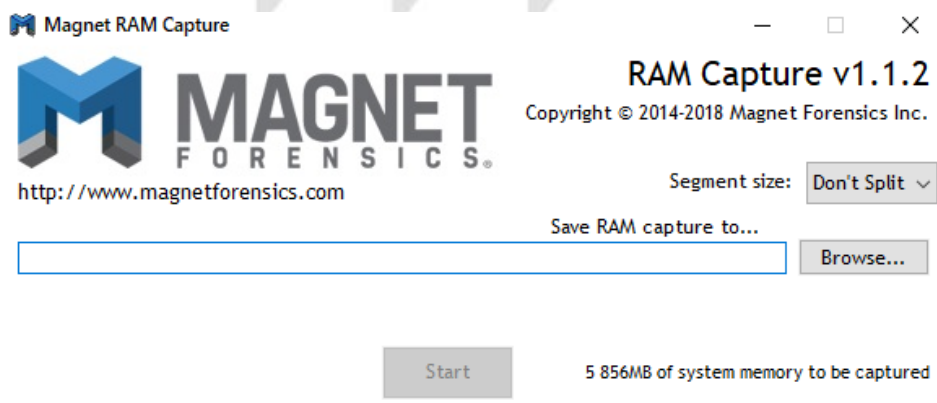 Magnet RAM Capture
MAGNET
FORENSICS®
RAM Capture v1.1.2
Copyright © 2014-2018 Magnet Forensics Inc.
http://www.magnetforensics.com
Segment size: Don't Split
Save RAM capture to...
Browse...
Start
5 856MB of system memory to be captured